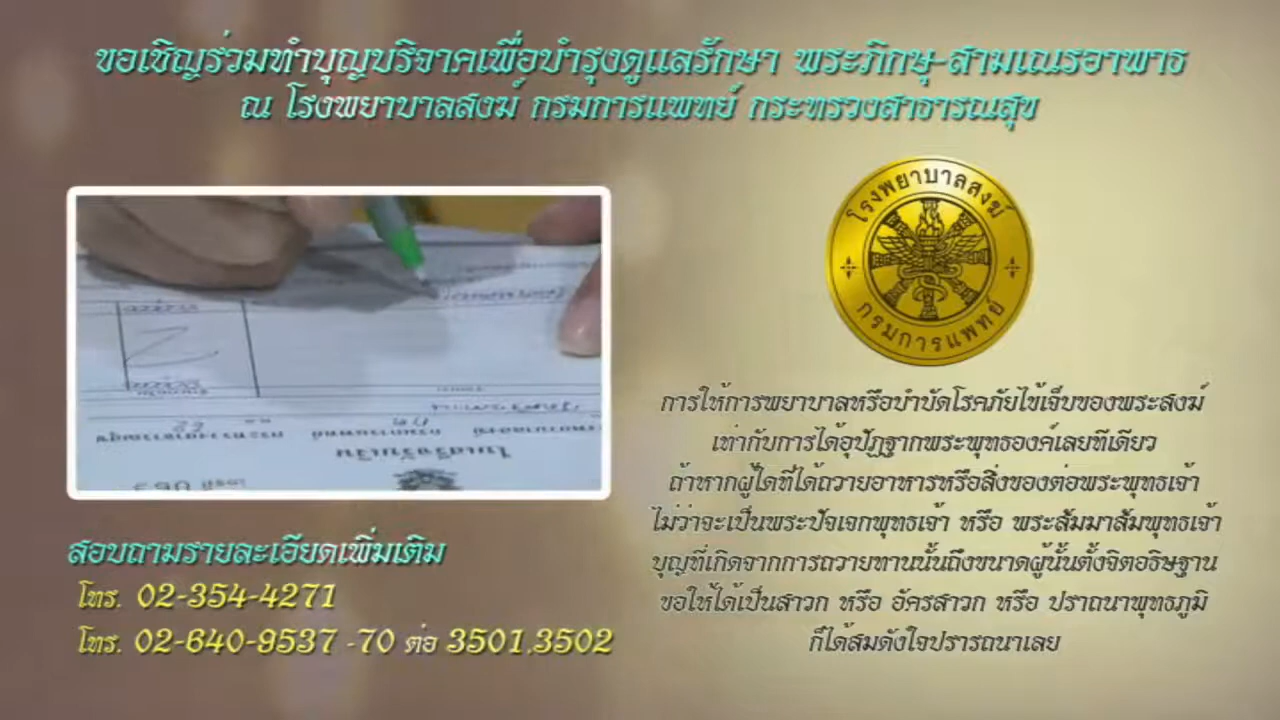 ขอเชิญร่วมทำบุญบริจาคเพื่อบำรุงดูแลรักษา พระภิกษุ-สามเณรอาพาธ
ณ โรงพยาบาลสงฆ์ กรมการแพทย์ กระทรวงสาธารณสุข
โรงพยาบาลสงฆ์
กรมการแพทย์
ใบเสร็จรับเงิน
การให้การพยาบาลหรือบำบัดโรคภัยไข้เจ็บของพระสงฆ์
เท่ากับการได้อุปัฏฐากพระพุทธองค์เลยทีเดียว
ถ้าหากผู้ใดที่ได้ถวายอาหารหรือสิ่งของต่อพระพุทธเจ้า
ไม่ว่าจะเป็นพระปัจเจกพุทธเจ้า หรือ พระสัมมาสัมพุทธเจ้า
บุญที่เกิดจากการถวายทานนั้นถึงขนาดผู้นั้นตั้งจิตอธิษฐาน
ขอให้ได้เป็นสาวก หรือ อัครสาวก หรือ ปราถนาพุทธภูมิ
ก็ได้สมดังใจปรารถนาเลย
สอบถามรายละเอียดเพิ่มเติม
โทร. 02-354-4271
โทร. 02-640-9537 -70 ต่อ 3501,3502